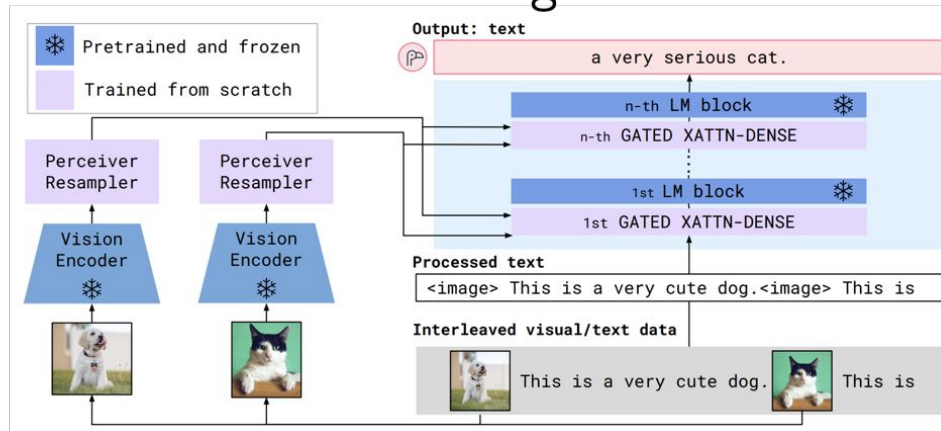 g
Output: text
Pretrained and frozen
Trained from scratch
a very serious cat.
n-th LM block
n-th GATED XATTN-DENSE
Perceiver
Resampler
Perceiver
Resampler
1st LM block
1st GATED XATTN-DENSE
Vision
Encoder
Vision
Encoder
Processed text
<image> This is a very cute dog.<image> This is
Interleaved visual/text data
This is a very cute dog.
This is